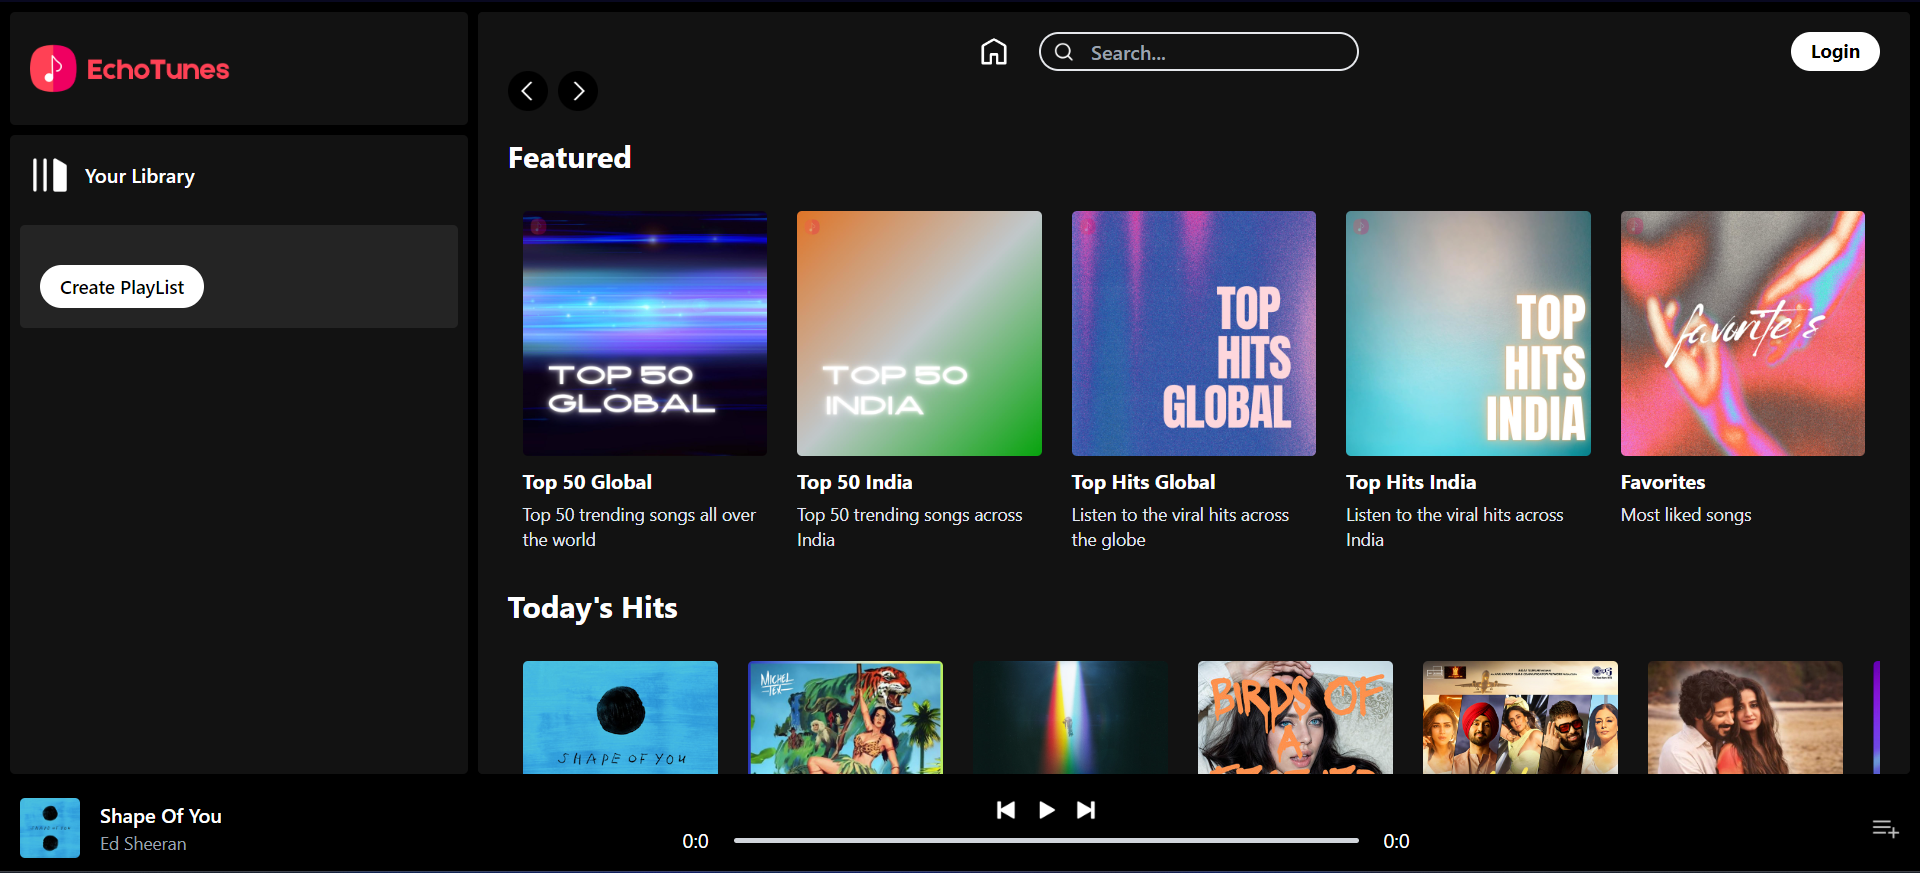 EchoTunes
Search...
Login
Your Library
Create PlayList
Featured
TOP 50
GLOBAL
TOP 50
INDIA
TOP
HITS
GLOBAL
TOP
HITS
INDIA
favorite's
Top 50 Global
Top 50 trending songs all over
the world
Top 50 India
Top 50 trending songs across
India
Top Hits Global
Listen to the viral hits across
the globe
Top Hits India
Listen to the viral hits across
India
Favorites
Most liked songs
Today's Hits
SHAPE OF YOU
MICHEL
TEX
BIRDS OF
A
Shape Of You
Ed Sheeran
0:0
0:0